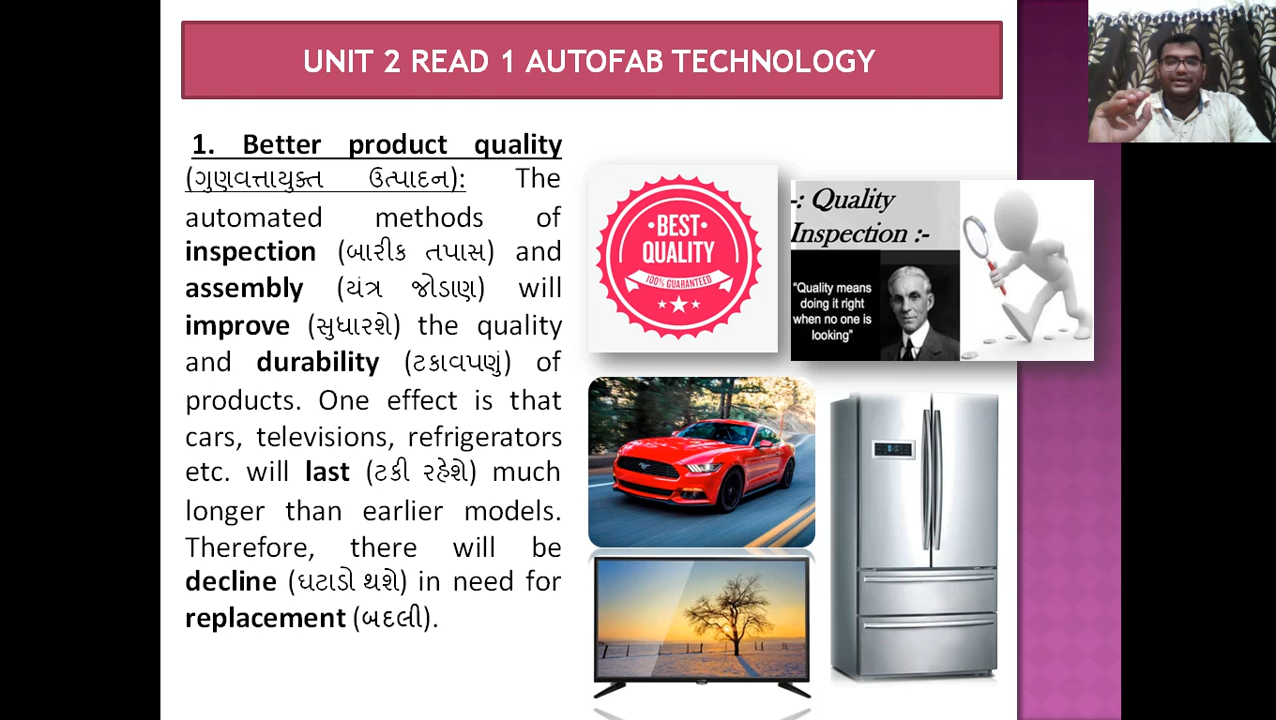 UNIT 2 READ 1 AUTOFAB TECHNOLOGY
1. Better product quality
(ગુણવત્તાયુક્ત ઉત્પાદન): The
automated methods of
inspection (બારીક તપાસ) and
assembly (યંત્ર જોડાણ) will
improve (સુધારશે) the quality
and durability (ટકાવપણું) of
products. One effect is that
cars, televisions, refrigerators
etc. will last (ટકી રહેશે) much
longer than earlier models.
Therefore, there will be
decline (ઘટાડો થશે) in need for
replacement (બદલી).
•BEST•
QUALITY
100% GUARANTEED
-: Quality
Inspection :-
“Quality means
doing it right
when no one is
looking”